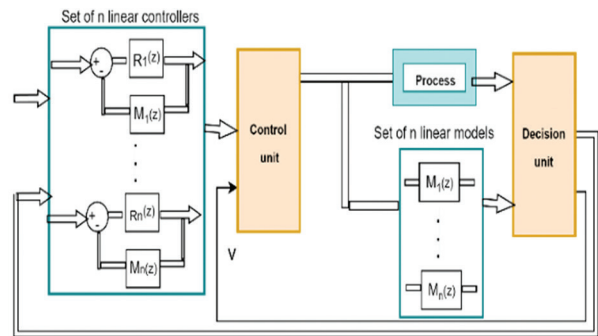 Set of n linear controllers
+
-
R1(z)
M1(z)
.
.
.
+
-
Rn(z)
Mn(z)
Control
unit
V
Process
Set of n linear models
M1(z)
.
.
.
Mn(z)
Decision
unit